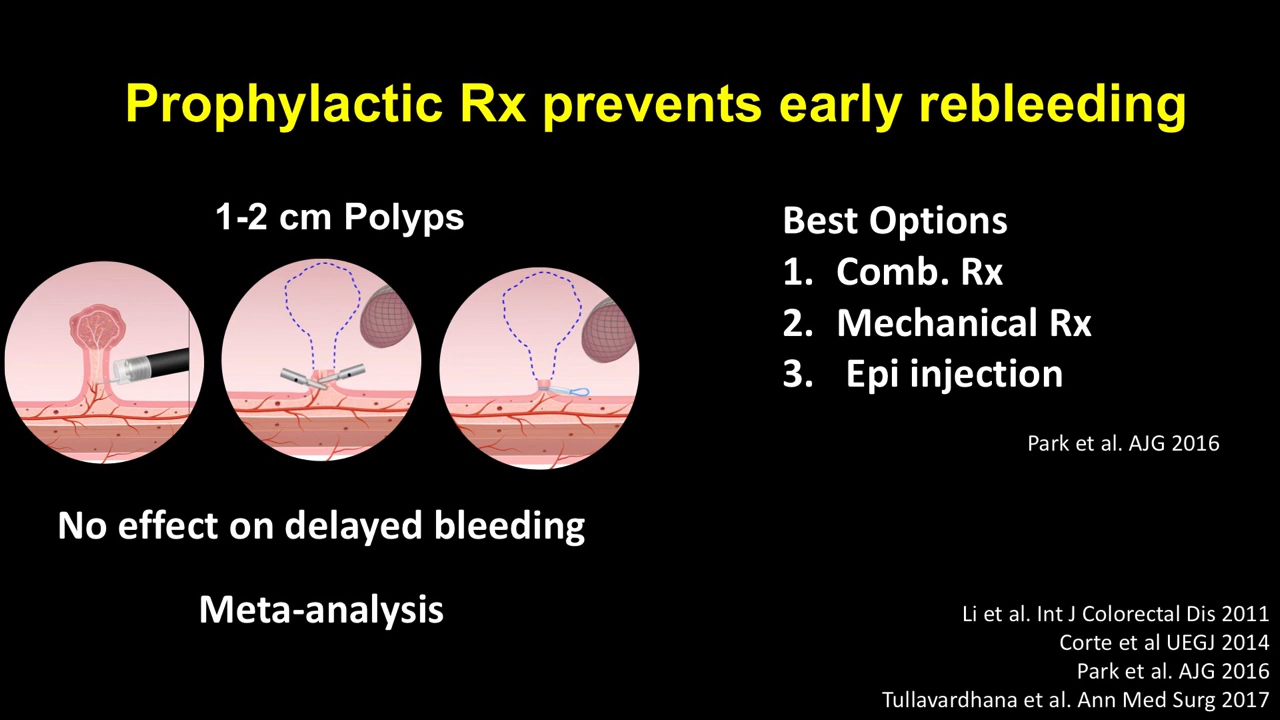 Prophylactic Rx prevents early rebleeding
1-2 cm Polyps
No effect on delayed bleeding
Meta-analysis
Best Options
1. Comb. Rx
2. Mechanical Rx
3. Epi injection
Park et al. AJG 2016
Li et al. Int J Colorectal Dis 2011
Corte et al UEGJ 2014
Park et al. AJG 2016
Tullavardhana et al. Ann Med Surg 2017